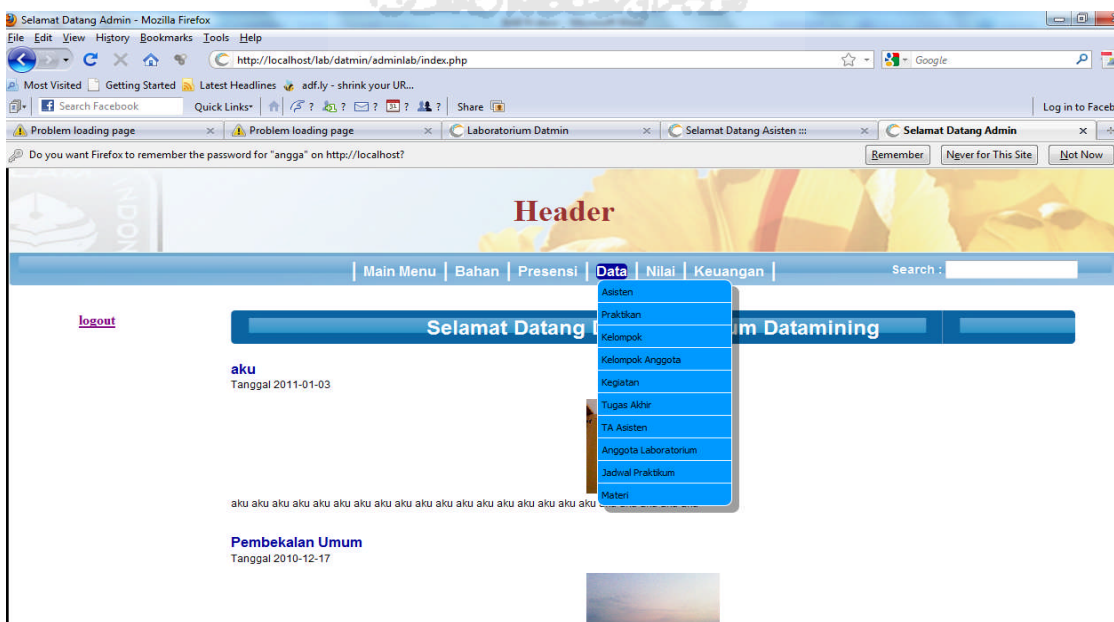 Selamat Datang Admin - Mozilla Firefox
File Edit View History Bookmarks Tools Help
http://localhost/lab/datmin/adminlab/index.php
Google
Most Visited Getting Started Latest Headlines adf.ly - shrink your UR...
Search Facebook Quick Links ? ? ? 31 ? ? Share
Log in to Faceb
Problem loading page Problem loading page Laboratorium Datmin Selamat Datang Asisten ::: Selamat Datang Admin
Do you want Firefox to remember the password for "angga" on http://localhost? Remember Never for This Site Not Now
Header
Main Menu | Bahan | Presensi | Data | Nilai | Keuangan | Search :
Asisten
Praktikan
Kelompok
Kelompok Anggota
Kegiatan
Tugas Akhir
TA Asisten
Anggota Laboratorium
Jadwal Praktikum
Materi
logout
Selamat Datang Datamining
aku
Tanggal 2011-01-03
aku aku aku aku aku aku aku aku aku aku aku aku aku aku aku aku aku aku
Pembekalan Umum
Tanggal 2010-12-17